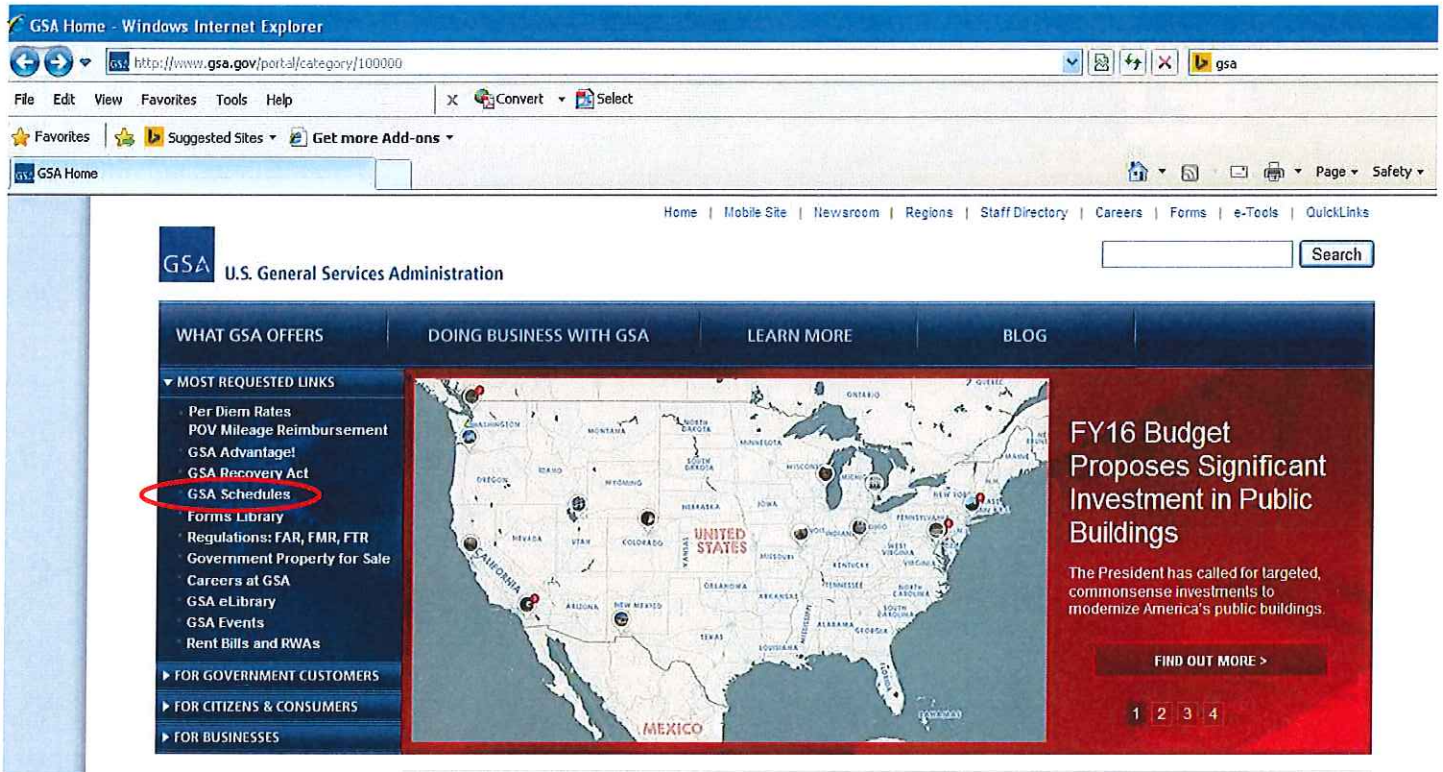 GSA Home - Windows Internet Explorer
GSA http://www.gsa.gov/portal/category/100000 gsa
File Edit View Favorites Tools Help X Convert Select
Favorites Suggested Sites Get more Add-ons
GSA GSA Home Page Safety
Home | Mobile Site | Newsroom | Regions | Staff Directory | Careers | Forms | e-Tools | QuickLinks
GSA U.S. General Services Administration
Search
WHAT GSA OFFERS DOING BUSINESS WITH GSA LEARN MORE BLOG
MOST REQUESTED LINKS
Per Diem Rates
POV Mileage Reimbursement
GSA Advantage!
GSA Recovery Act
GSA Schedules
Forms Library
Regulations: FAR, FMR, FTR
Government Property for Sale
Careers at GSA
GSA eLibrary
GSA Events
Rent Bills and RWAs
FOR GOVERNMENT CUSTOMERS
FOR CITIZENS & CONSUMERS
FOR BUSINESSES
ONTARIO
WASHINGTON
MONTANA
NORTH DAKOTA
MINNESOTA
MAINE
OREGON
IDAHO
WYOMING
SOUTH DAKOTA
MICHIGAN
NEBRASKA
IOWA
PENNSYLVANIA
NEVADA
UTAH
COLORADO
KANSAS
UNITED
STATES
MISSOURI
OHIO
WEST VIRGINIA
KENTUCKY
CALIFORNIA
OKLAHOMA
ARKANSAS
TENNESSEE
NORTH CAROLINA
ARIZONA
NEW MEXICO
SOUTH CAROLINA
MISSISSIPPI
ALABAMA
GEORGIA
TEXAS
LOUISIANA
FLORIDA
BAHAMAS
MEXICO
FY16 Budget
Proposes Significant
Investment in Public
Buildings
The President has called for targeted,
commonsense investments to
modernize America's public buildings.
FIND OUT MORE >
1 2 3 4